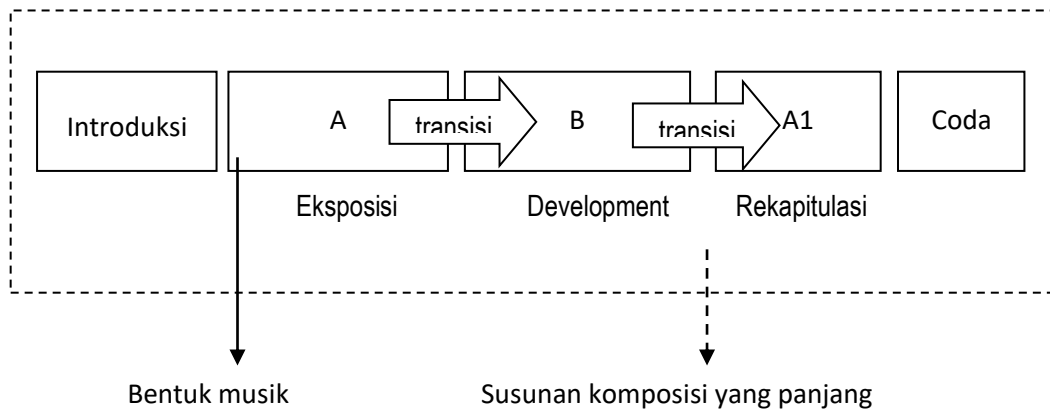 Introduksi
A
transisi
B
transisi
A1
Coda
Eksposisi
Development
Rekapitulasi
Bentuk musik
Susunan komposisi yang panjang